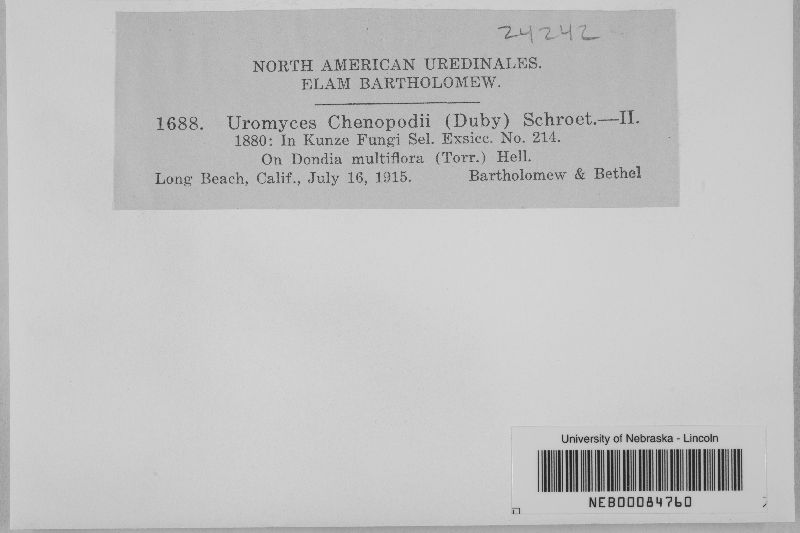 24242
NORTH AMERICAN UREDINALES.
ELAM BARTHOLOMEW.
1688. Uromyces Chenopodii (Duby) Schroet.—II.
1880: In Kunze Fungi Sel. Exsicc. No. 214.
On Dondia multiflora (Torr.) Hell.
Long Beach, Calif., July 16, 1915. Bartholomew & Bethel
University of Nebraska - Lincoln
NEB00084760